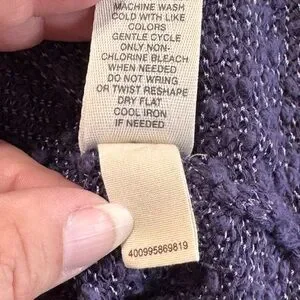 MACHINE WASH
COLD WITH LIKE
COLORS
GENTLE CYCLE
ONLY NON-
CHLORINE BLEACH
WHEN NEEDED
DO NOT WRING
OR TWIST RESHAPE
DRY FLAT
COOL IRON
IF NEEDED
400995869819